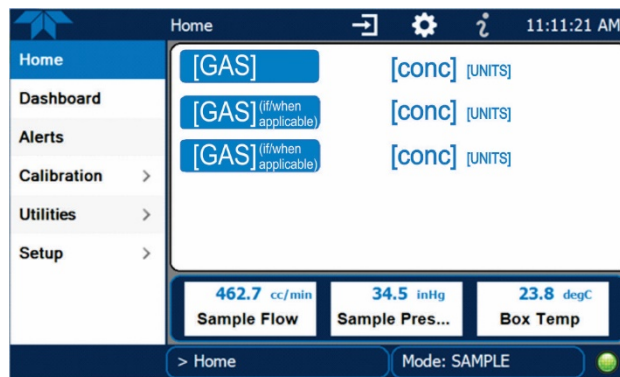 Home 11:11:21 AM
Home
Dashboard
Alerts
Calibration >
Utilities >
Setup >
[GAS] [conc] [UNITS]
[GAS] (if/when applicable) [conc] [UNITS]
[GAS] (if/when applicable) [conc] [UNITS]
462.7 cc/min
Sample Flow
34.5 inHg
Sample Pres...
23.8 degC
Box Temp
> Home
Mode: SAMPLE